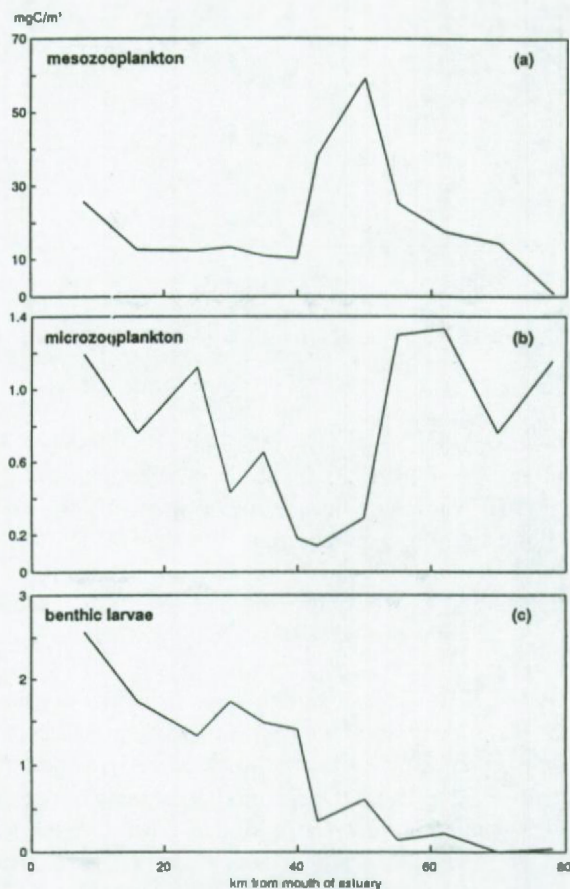 mgC/m³
70
mesozooplankton (a)
50
30
10
0
1.4
microzooplankton (b)
1.0
0.6
0.2
0
3
benthic larvae (c)
2
1
0
0 20 40 60 80
km from mouth of estuary